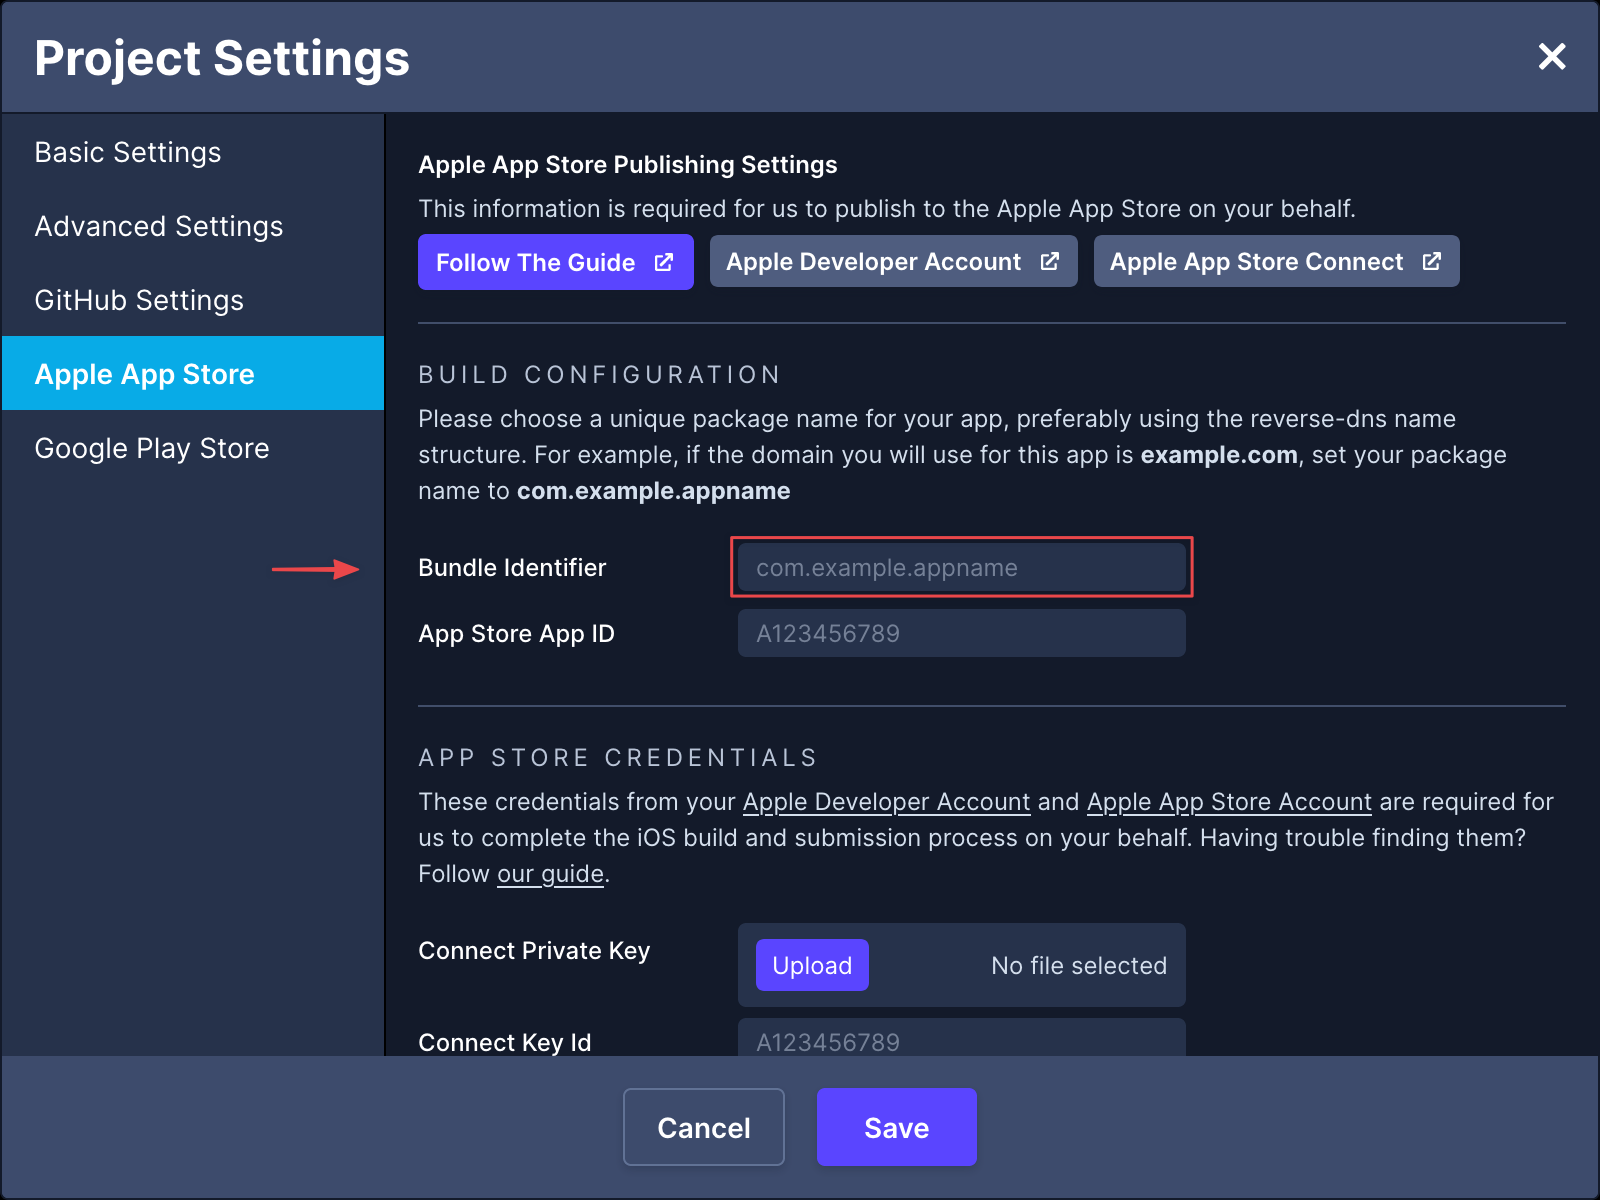 Project Settings
Basic Settings
Advanced Settings
GitHub Settings
Apple App Store
Google Play Store
Apple App Store Publishing Settings
This information is required for us to publish to the Apple App Store on your behalf.
Follow The Guide
Apple Developer Account
Apple App Store Connect
BUILD CONFIGURATION
Please choose a unique package name for your app, preferably using the reverse-dns name
structure. For example, if the domain you will use for this app is example.com, set your package
name to com.example.appname
Bundle Identifier
com.example.appname
App Store App ID
A123456789
APP STORE CREDENTIALS
These credentials from your Apple Developer Account and Apple App Store Account are required for
us to complete the iOS build and submission process on your behalf. Having trouble finding them?
Follow our guide.
Connect Private Key
Upload
No file selected
Connect Key Id
A123456789
Cancel
Save